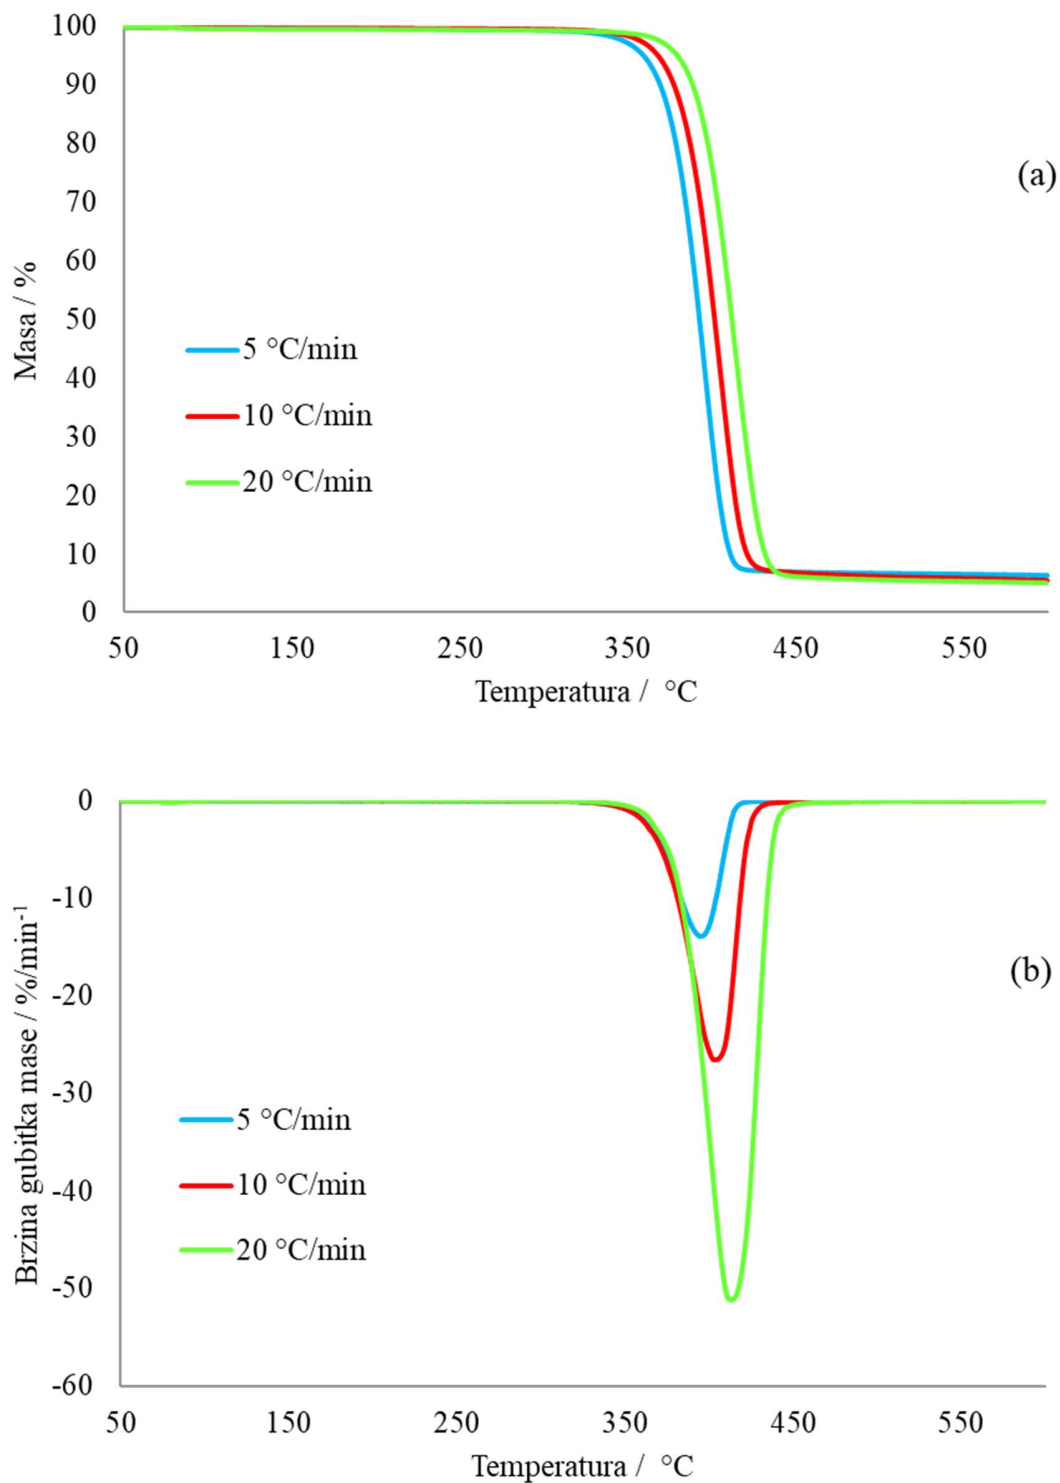 100
90
80
70
60
50
40
30
20
10
0
Masa / %
(a)
5 °C/min
10 °C/min
20 °C/min
50 150 250 350 450 550
Temperatura / °C
0
-10
-20
-30
-40
-50
-60
Brzina gubitka mase / %/min⁻¹
(b)
5 °C/min
10 °C/min
20 °C/min
50 150 250 350 450 550
Temperatura / °C